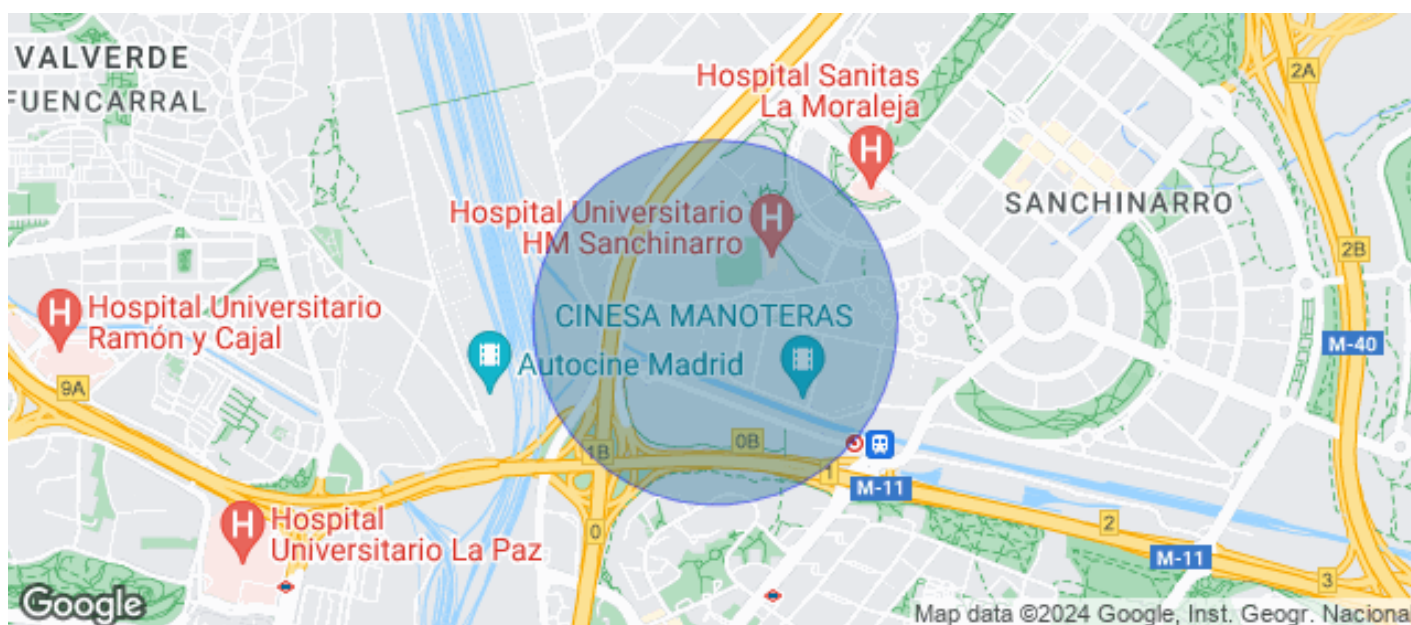 VALVERDE
FUENCARRAL
Hospital Sanitas
La Moraleja
2A
SANCHINARRO
Hospital Universitario
HM Sanchinarro
2B
Hospital Universitario
Ramón y Cajal
CINESA MANOTERAS
M-40
Autocine Madrid
9A
1B
0B
1
M-11
Hospital
Universitario La Paz
0
2
M-11
3
Google
Map data ©2024 Google, Inst. Geogr. Nacional